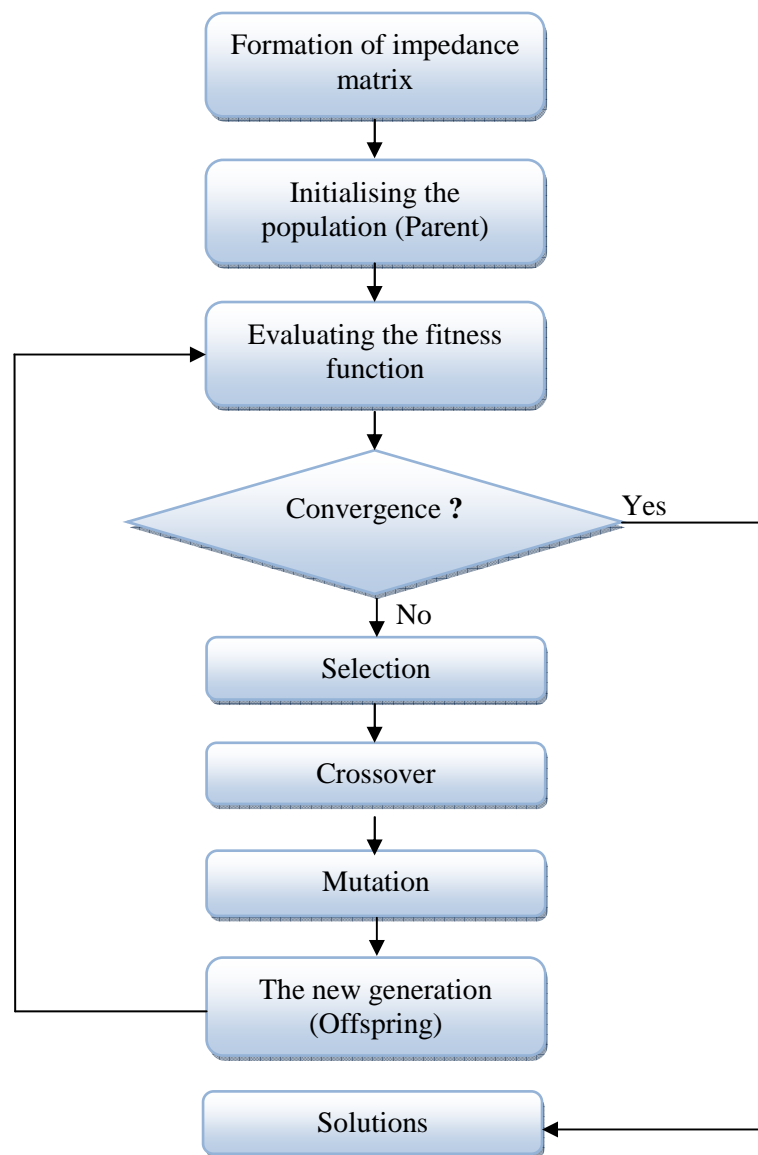 Formation of impedance
matrix
Initialising the
population (Parent)
Evaluating the fitness
function
Convergence ?
Yes
No
Selection
Crossover
Mutation
The new generation
(Offspring)
Solutions